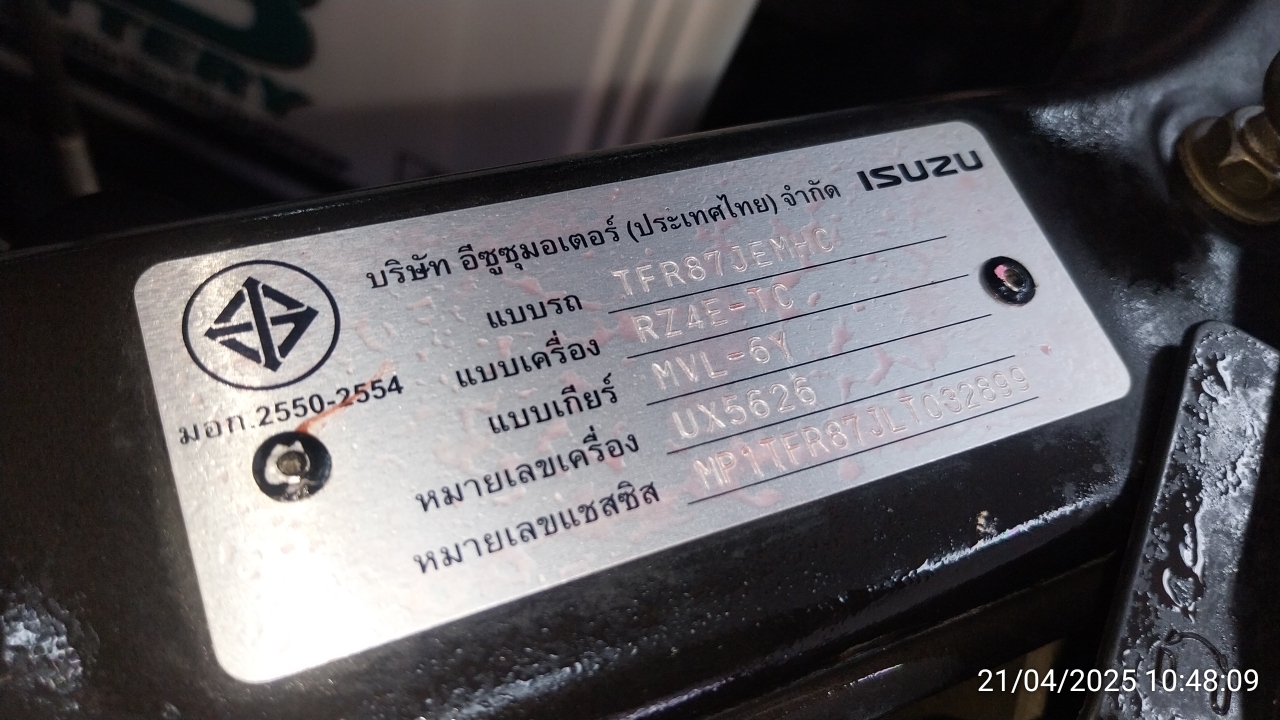 TTERY
ISUZU
บริษัท อีซูซุมอเตอร์ (ประเทศไทย) จำกัด
แบบรถ TFR87JEMHC
แบบเครื่อง RZ4E-TC
แบบเกียร์ MVL-6Y
หมายเลขเครื่อง UX5626
หมายเลขแชสซิส MP1TFR87JLT032899
มอก.2550-2554
21/04/2025 10:48:09